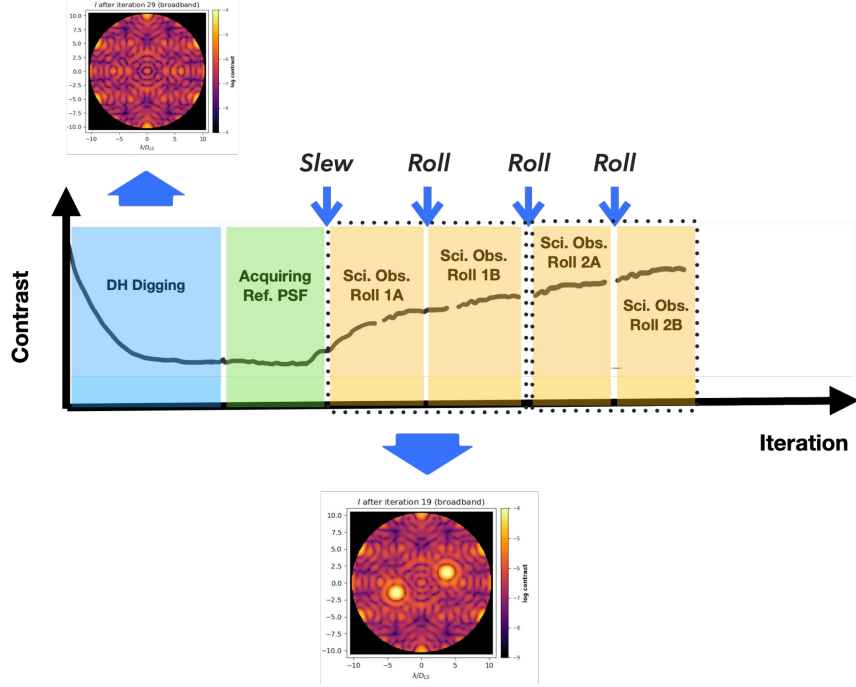 I after iteration 29 (broadband)
10.0
7.5
5.0
2.5
0.0
−2.5
−5.0
−7.5
−10.0
−10
−5
0
5
10
λ/D_LS
−4
−5
−6
−7
−8
−9
log contrast
Slew
Roll
Roll
Roll
Contrast
DH Digging
Acquiring
Ref. PSF
Sci. Obs.
Roll 1A
Sci. Obs.
Roll 1B
Sci. Obs.
Roll 2A
Sci. Obs.
Roll 2B
Iteration
I after iteration 19 (broadband)
10.0
7.5
5.0
2.5
0.0
−2.5
−5.0
−7.5
−10.0
−10
−5
0
5
10
λ/D_LS
−4
−5
−6
−7
−8
−9
log contrast